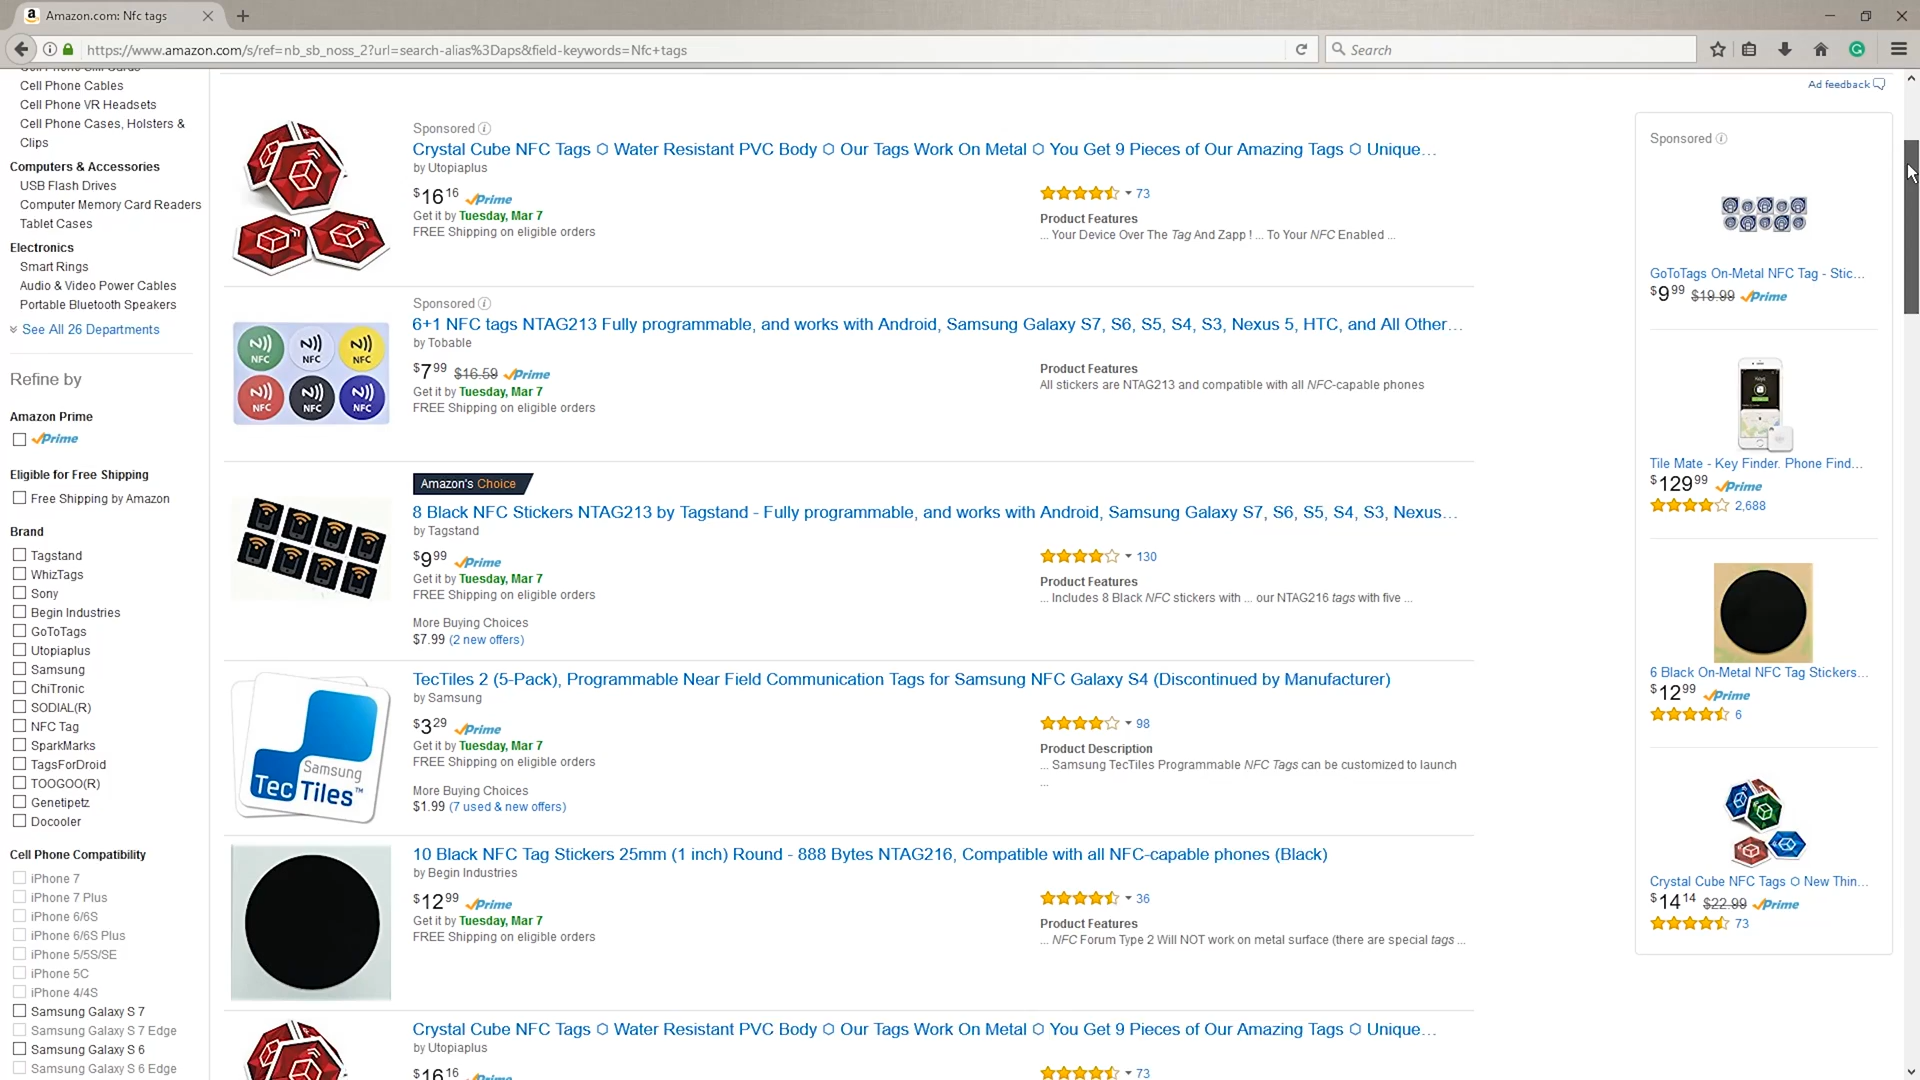 Amazon.com: Nfc tags
https://www.amazon.com/s/ref=nb_sb_noss_2?url=search-alias%3Daps&field-keywords=Nfc+tags
Search
Cell Phone Cables
Cell Phone VR Headsets
Cell Phone Cases, Holsters &
Clips
Computers & Accessories
USB Flash Drives
Computer Memory Card Readers
Tablet Cases
Electronics
Smart Rings
Audio & Video Power Cables
Portable Bluetooth Speakers
See All 26 Departments
Refine by
Amazon Prime
Prime
Eligible for Free Shipping
Free Shipping by Amazon
Brand
Tagstand
WhizTags
Sony
Begin Industries
GoToTags
Utopiaplus
Samsung
ChiTronic
SODIAL(R)
NFC Tag
SparkMarks
TagsForDroid
TOOGOO(R)
Genetipetz
Docooler
Cell Phone Compatibility
iPhone 7
iPhone 7 Plus
iPhone 6/6S
iPhone 6/6S Plus
iPhone 5/5S/SE
iPhone 5C
iPhone 4/4S
Samsung Galaxy S 7
Samsung Galaxy S 7 Edge
Samsung Galaxy S 6
Samsung Galaxy S 6 Edge
Sponsored
Crystal Cube NFC Tags ⬡ Water Resistant PVC Body ⬡ Our Tags Work On Metal ⬡ You Get 9 Pieces of Our Amazing Tags ⬡ Unique…
by Utopiaplus
$16 16 Prime
Get it by Tuesday, Mar 7
FREE Shipping on eligible orders
73
Product Features
... Your Device Over The Tag And Zapp ! ... To Your NFC Enabled ...
Sponsored
6+1 NFC tags NTAG213 Fully programmable, and works with Android, Samsung Galaxy S7, S6, S5, S4, S3, Nexus 5, HTC, and All Other…
by Tobable
$7 99 $16.59 Prime
Get it by Tuesday, Mar 7
FREE Shipping on eligible orders
Product Features
All stickers are NTAG213 and compatible with all NFC-capable phones
NFC NFC NFC
NFC NFC NFC
Amazon's Choice
8 Black NFC Stickers NTAG213 by Tagstand - Fully programmable, and works with Android, Samsung Galaxy S7, S6, S5, S4, S3, Nexus…
by Tagstand
$9 99 Prime
Get it by Tuesday, Mar 7
FREE Shipping on eligible orders
More Buying Choices
$7.99 (2 new offers)
130
Product Features
... Includes 8 Black NFC stickers with ... our NTAG216 tags with five ...
Samsung
TecTiles™
TecTiles 2 (5-Pack), Programmable Near Field Communication Tags for Samsung NFC Galaxy S4 (Discontinued by Manufacturer)
by Samsung
$3 29 Prime
Get it by Tuesday, Mar 7
FREE Shipping on eligible orders
More Buying Choices
$1.99 (7 used & new offers)
98
Product Description
... Samsung TecTiles Programmable NFC Tags can be customized to launch
...
10 Black NFC Tag Stickers 25mm (1 inch) Round - 888 Bytes NTAG216, Compatible with all NFC-capable phones (Black)
by Begin Industries
$12 99 Prime
Get it by Tuesday, Mar 7
FREE Shipping on eligible orders
36
Product Features
... NFC Forum Type 2 Will NOT work on metal surface (there are special tags ...
Crystal Cube NFC Tags ⬡ Water Resistant PVC Body ⬡ Our Tags Work On Metal ⬡ You Get 9 Pieces of Our Amazing Tags ⬡ Unique…
by Utopiaplus
$16 16 Prime
73
Ad feedback
Sponsored
GoToTags On-Metal NFC Tag - Stic…
$9 99 $19.99 Prime
Tile Mate - Key Finder. Phone Find…
$129 99 Prime
2,688
6 Black On-Metal NFC Tag Stickers…
$12 99 Prime
6
Crystal Cube NFC Tags ⬡ New Thin…
$14 14 $22.99 Prime
73